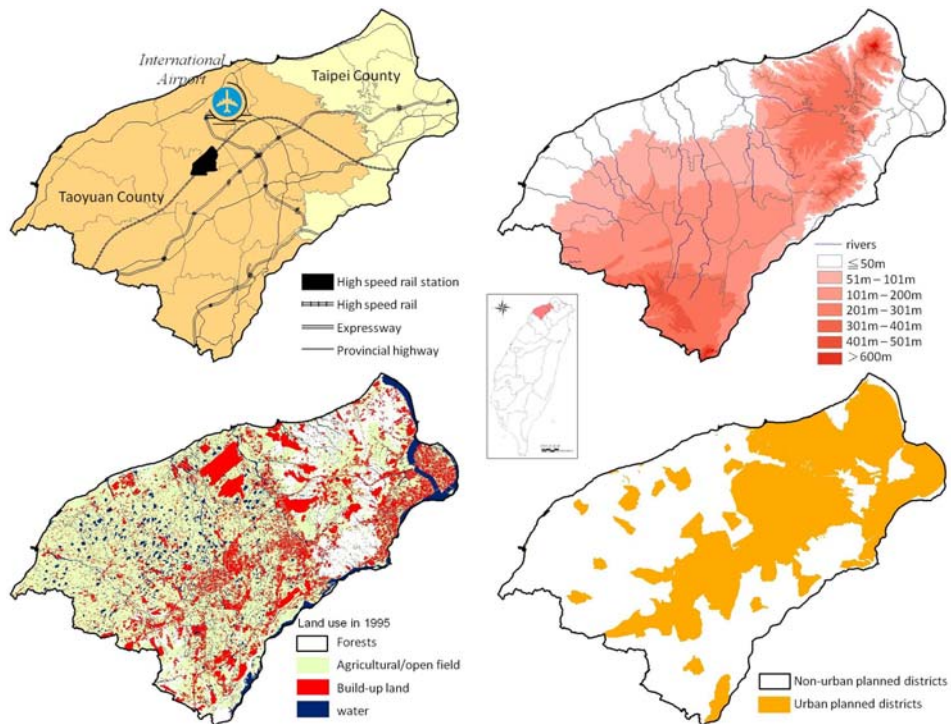 International
Airport
Taipei County
Taoyuan County
High speed rail station
High speed rail
Expressway
Provincial highway
rivers
≦50m
51m－101m
101m－200m
201m－301m
301m－401m
401m－501m
＞600m
Land use in 1995
Forests
Agricultural/open field
Build-up land
water
Non-urban planned districts
Urban planned districts